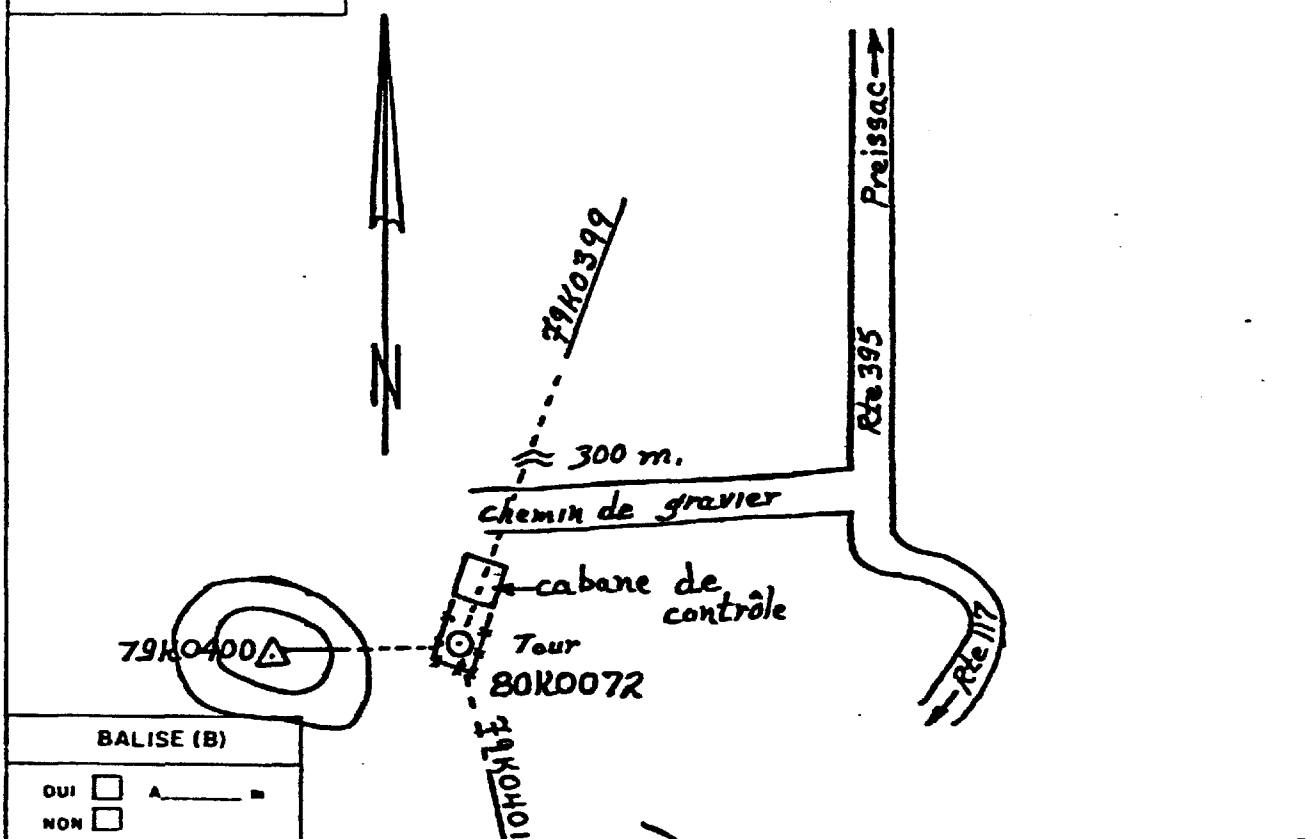 Preissac
79K0399
N
Rte 395
300 m.
chemin de gravier
cabane de
contrôle
79K0400
Tour
Rte 117
80K0072
79K0401
BALISE (B)
OUI A______ m
NON